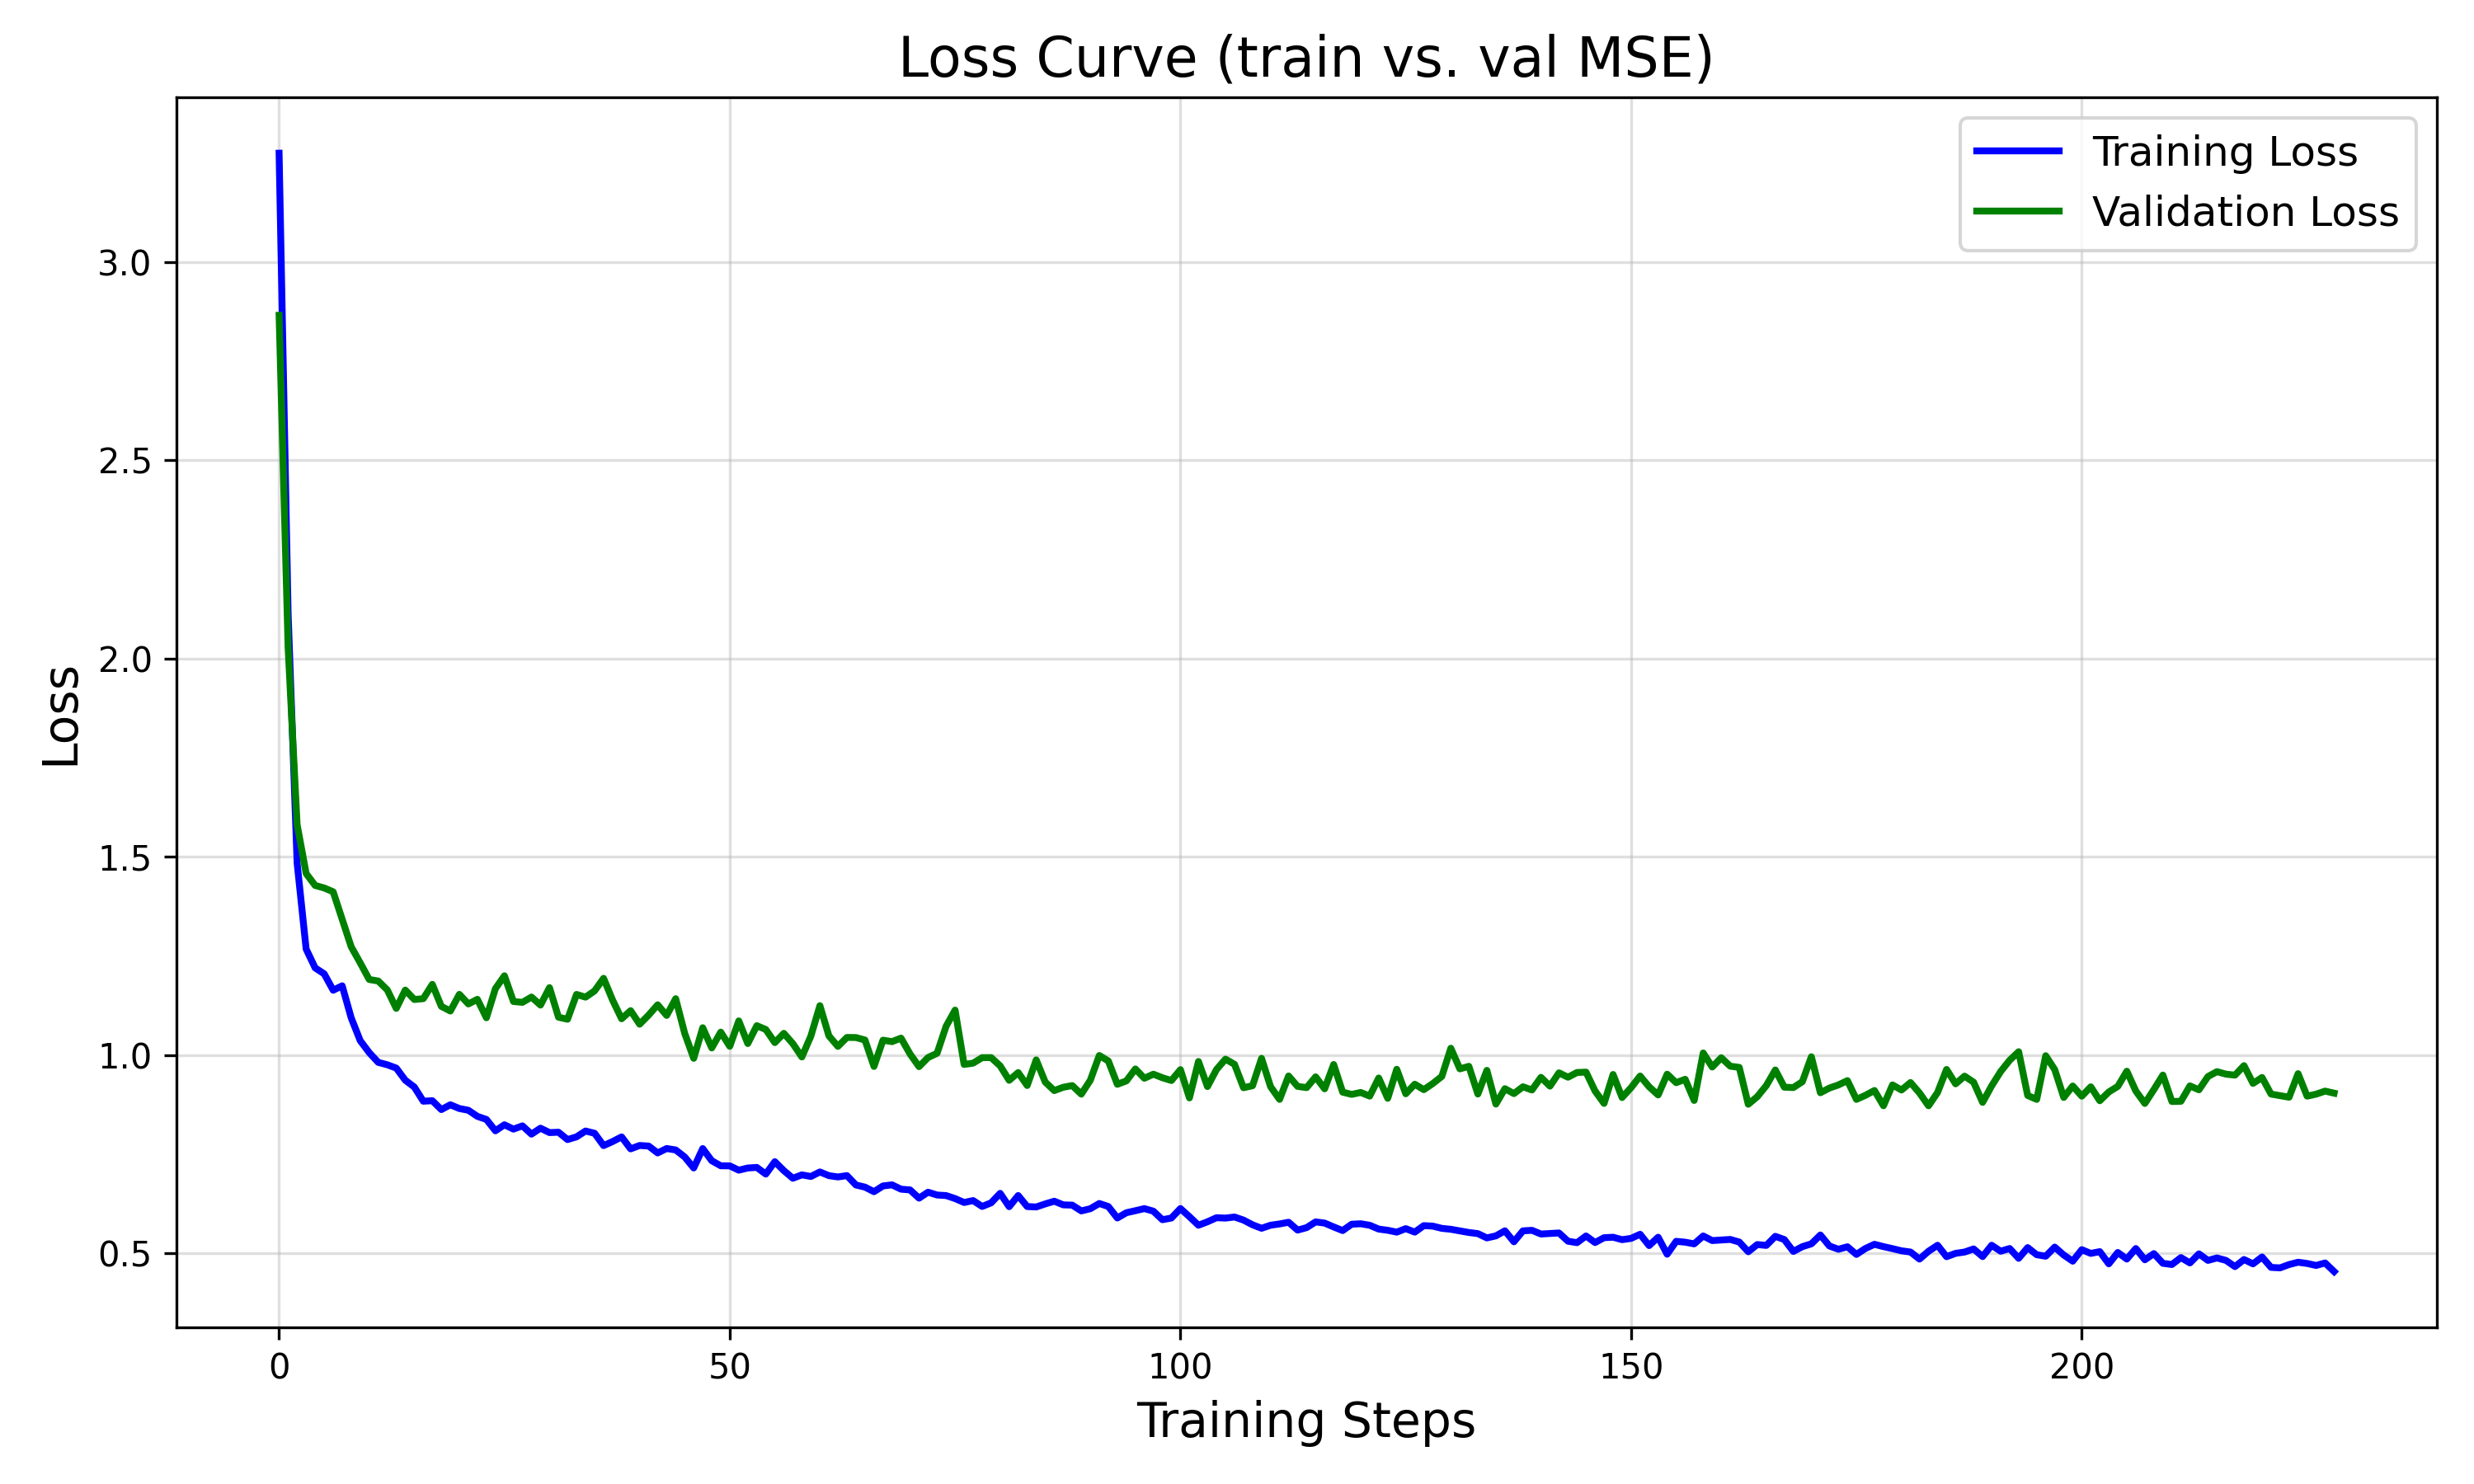 Loss Curve (train vs. val MSE)
Training Loss
Validation Loss
3.0
2.5
2.0
1.5
1.0
0.5
Loss
0 50 100 150 200
Training Steps